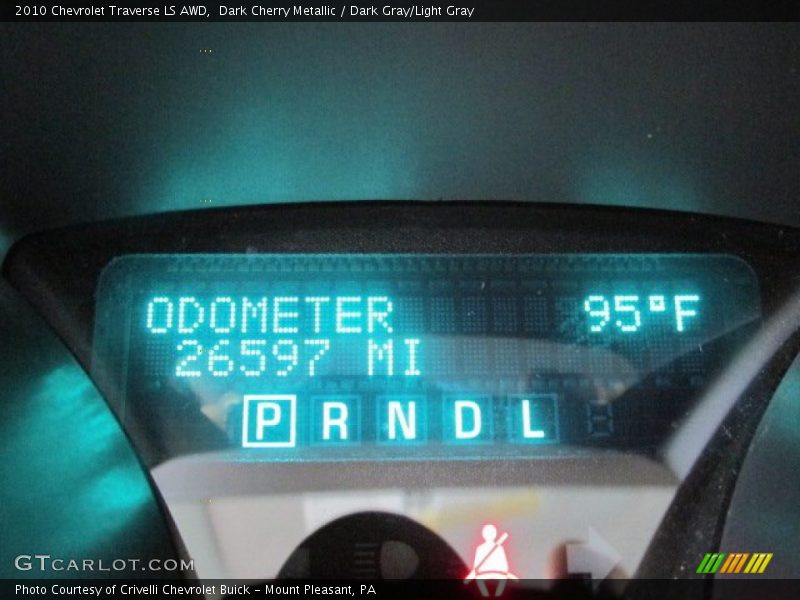 2010 Chevrolet Traverse LS AWD,  Dark Cherry Metallic / Dark Gray/Light Gray
ODOMETER 95°F
26597 MI
P R N D L
GTCARLOT.COM
Photo Courtesy of Crivelli Chevrolet Buick - Mount Pleasant, PA